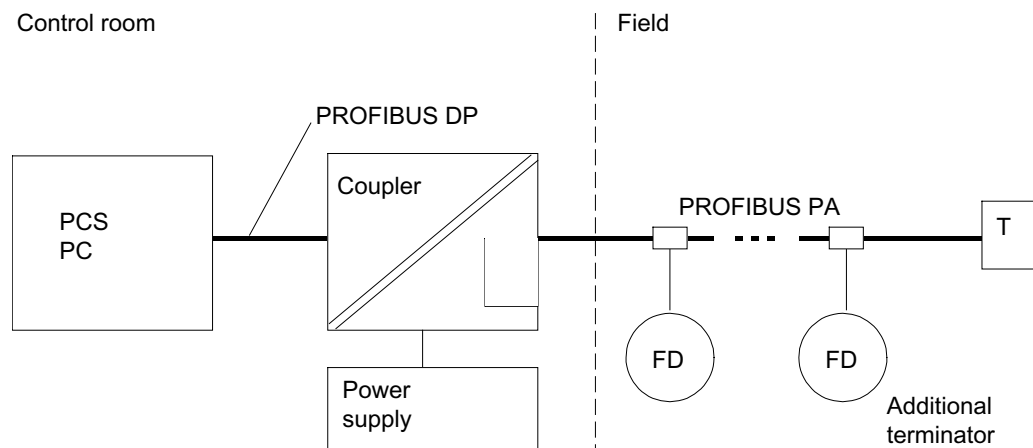 Control room
Field
PROFIBUS DP
PCS
PC
Coupler
PROFIBUS PA
T
FD
FD
Power
supply
Additional
terminator